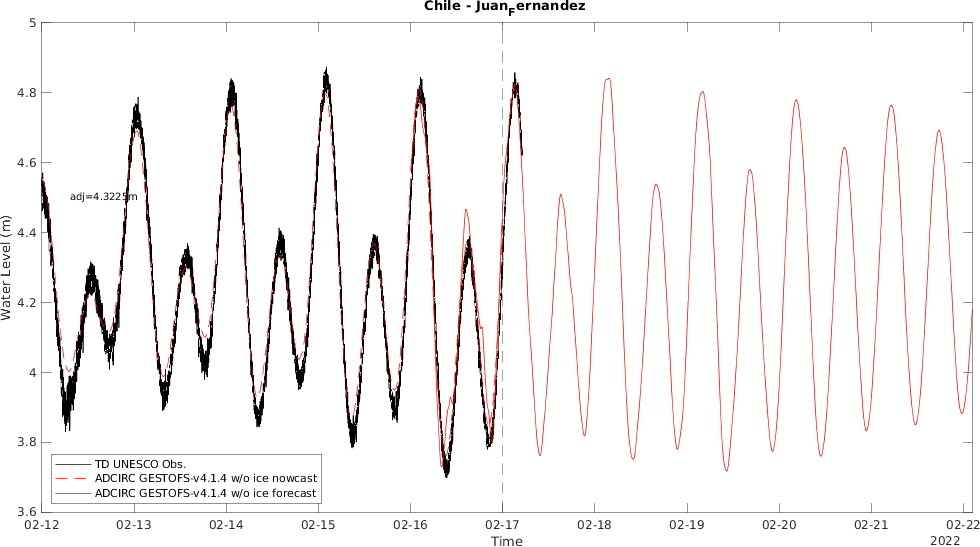 Chile - Juan_Fernandez
5
4.8
4.6
4.4
4.2
4
3.8
3.6
Water Level (m)
adj=4.3225m
TD UNESCO Obs.
ADCIRC GESTOFS-v4.1.4 w/o ice nowcast
ADCIRC GESTOFS-v4.1.4 w/o ice forecast
02-12 02-13 02-14 02-15 02-16 02-17 02-18 02-19 02-20 02-21 02-22
Time
2022